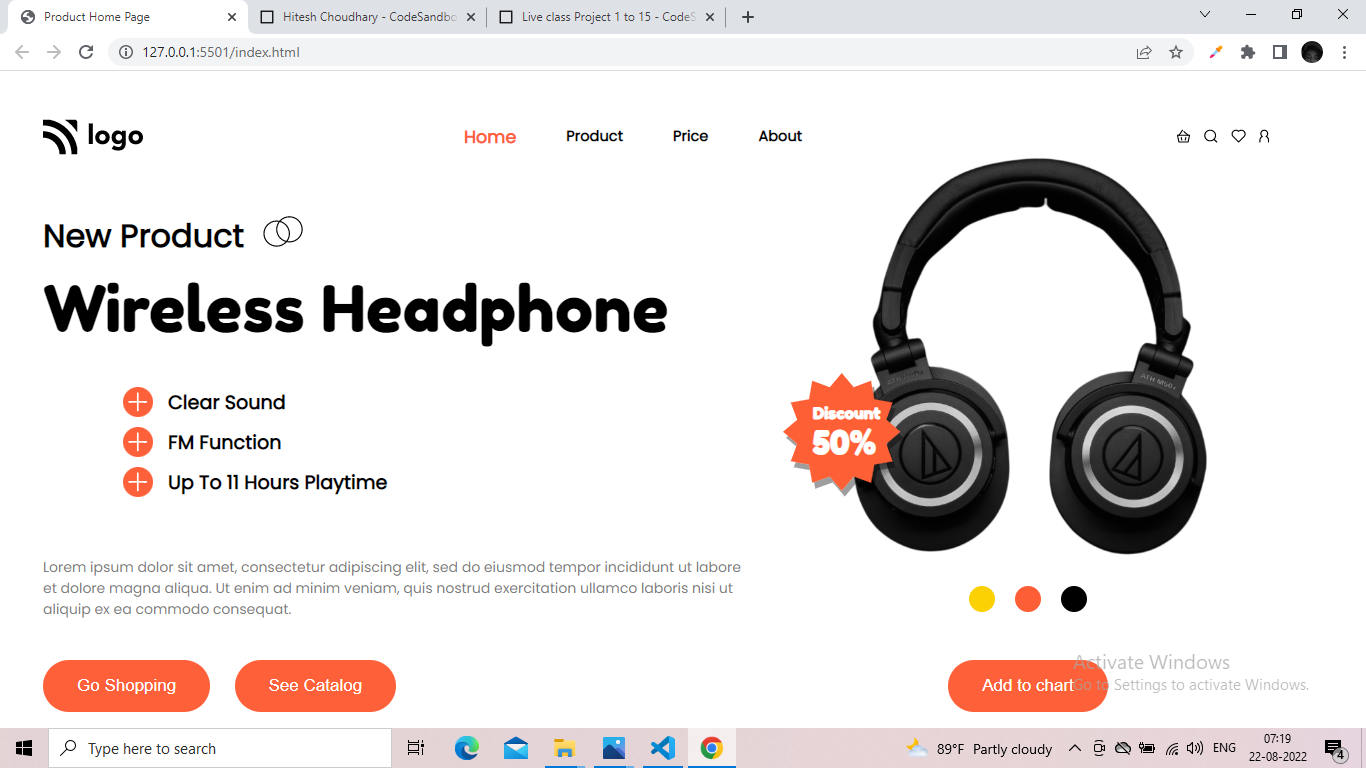 Product Home Page
Hitesh Choudhary - CodeSandbo
Live class Project 1 to 15 - CodeS
127.0.0.1:5501/index.html
logo
Home Product Price About
New Product
Wireless Headphone
Clear Sound
FM Function
Up To 11 Hours Playtime
Discount
50%
Lorem ipsum dolor sit amet, consectetur adipiscing elit, sed do eiusmod tempor incididunt ut labore
et dolore magna aliqua. Ut enim ad minim veniam, quis nostrud exercitation ullamco laboris nisi ut
aliquip ex ea commodo consequat.
Go Shopping
See Catalog
Add to chart
Activate Windows
Go to Settings to activate Windows.
Type here to search
89°F Partly cloudy
ENG
07:19
22-08-2022
4